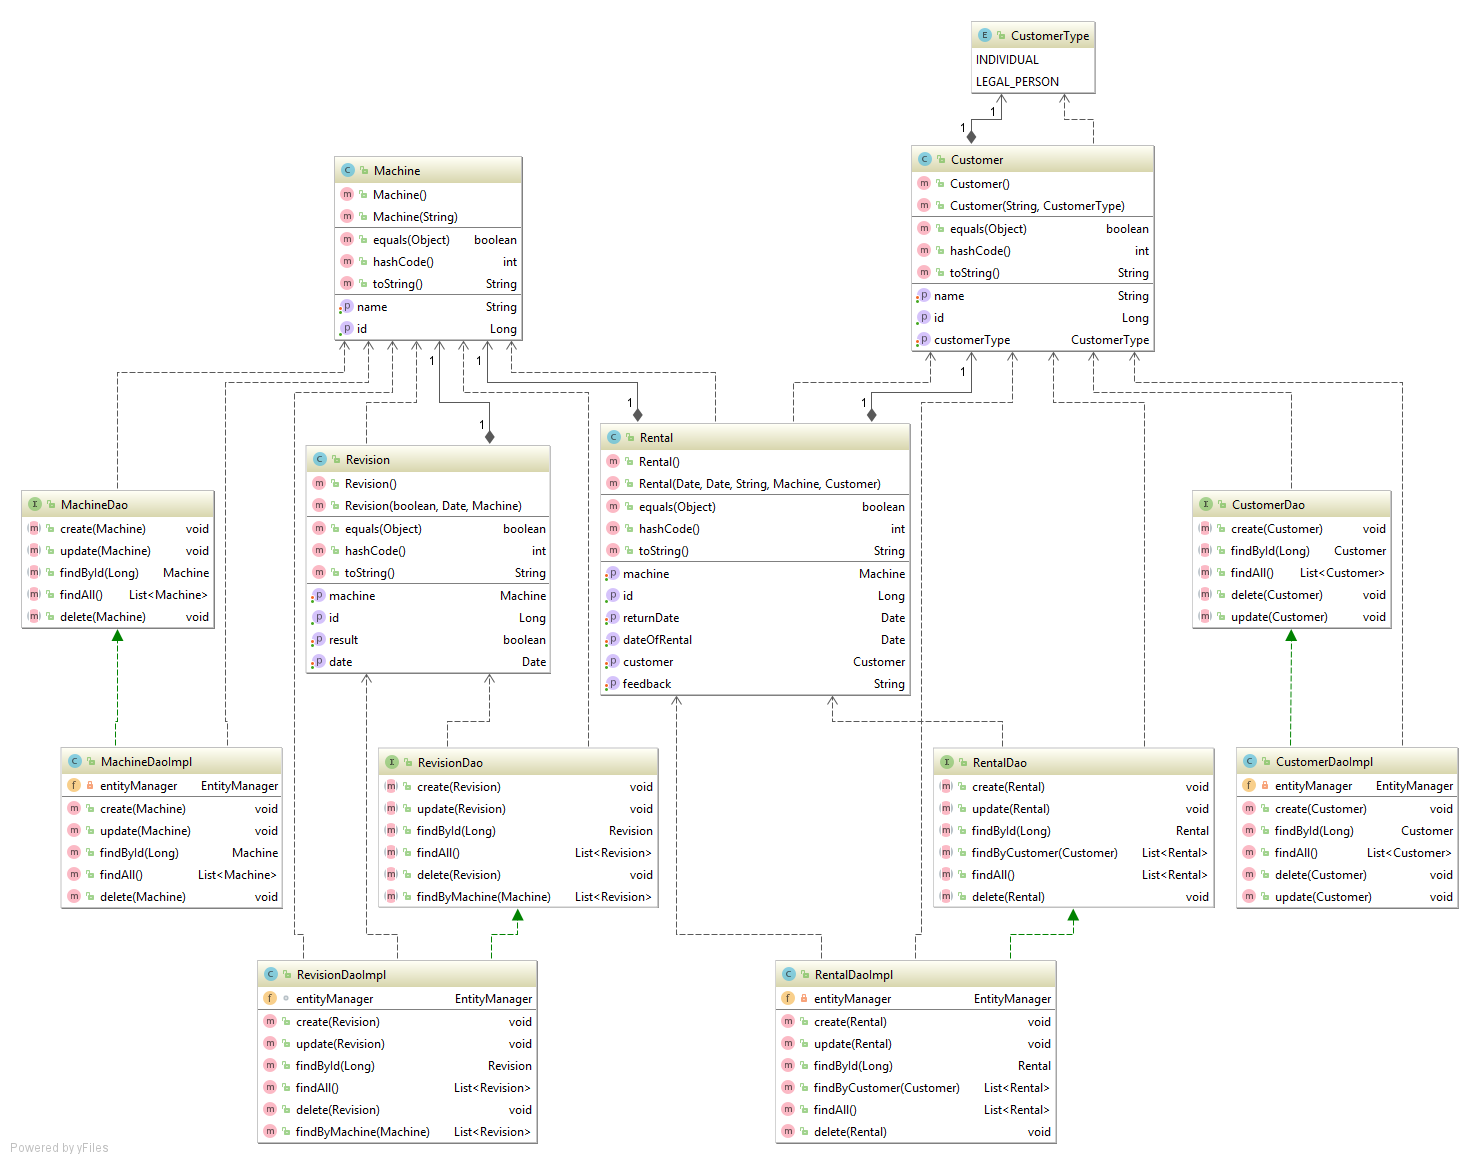 E CustomerType
INDIVIDUAL
LEGAL_PERSON
1
1
C Customer
m Customer()
m Customer(String, CustomerType)
m equals(Object) boolean
m hashCode() int
m toString() String
p name String
p id Long
p customerType CustomerType
C Machine
m Machine()
m Machine(String)
m equals(Object) boolean
m hashCode() int
m toString() String
p name String
p id Long
1
1
1
1
1
1
C Revision
m Revision()
m Revision(boolean, Date, Machine)
m equals(Object) boolean
m hashCode() int
m toString() String
p machine Machine
p id Long
p result boolean
p date Date
C Rental
m Rental()
m Rental(Date, Date, String, Machine, Customer)
m equals(Object) boolean
m hashCode() int
m toString() String
p machine Machine
p id Long
p returnDate Date
p dateOfRental Date
p customer Customer
p feedback String
I MachineDao
m create(Machine) void
m update(Machine) void
m findById(Long) Machine
m findAll() List<Machine>
m delete(Machine) void
I CustomerDao
m create(Customer) void
m findById(Long) Customer
m findAll() List<Customer>
m delete(Customer) void
m update(Customer) void
C MachineDaoImpl
f entityManager EntityManager
m create(Machine) void
m update(Machine) void
m findById(Long) Machine
m findAll() List<Machine>
m delete(Machine) void
I RevisionDao
m create(Revision) void
m update(Revision) void
m findById(Long) Revision
m findAll() List<Revision>
m delete(Revision) void
m findByMachine(Machine) List<Revision>
I RentalDao
m create(Rental) void
m update(Rental) void
m findById(Long) Rental
m findByCustomer(Customer) List<Rental>
m findAll() List<Rental>
m delete(Rental) void
C CustomerDaoImpl
f entityManager EntityManager
m create(Customer) void
m findById(Long) Customer
m findAll() List<Customer>
m delete(Customer) void
m update(Customer) void
C RevisionDaoImpl
f entityManager EntityManager
m create(Revision) void
m update(Revision) void
m findById(Long) Revision
m findAll() List<Revision>
m delete(Revision) void
m findByMachine(Machine) List<Revision>
C RentalDaoImpl
f entityManager EntityManager
m create(Rental) void
m update(Rental) void
m findById(Long) Rental
m findByCustomer(Customer) List<Rental>
m findAll() List<Rental>
m delete(Rental) void
Powered by yFiles